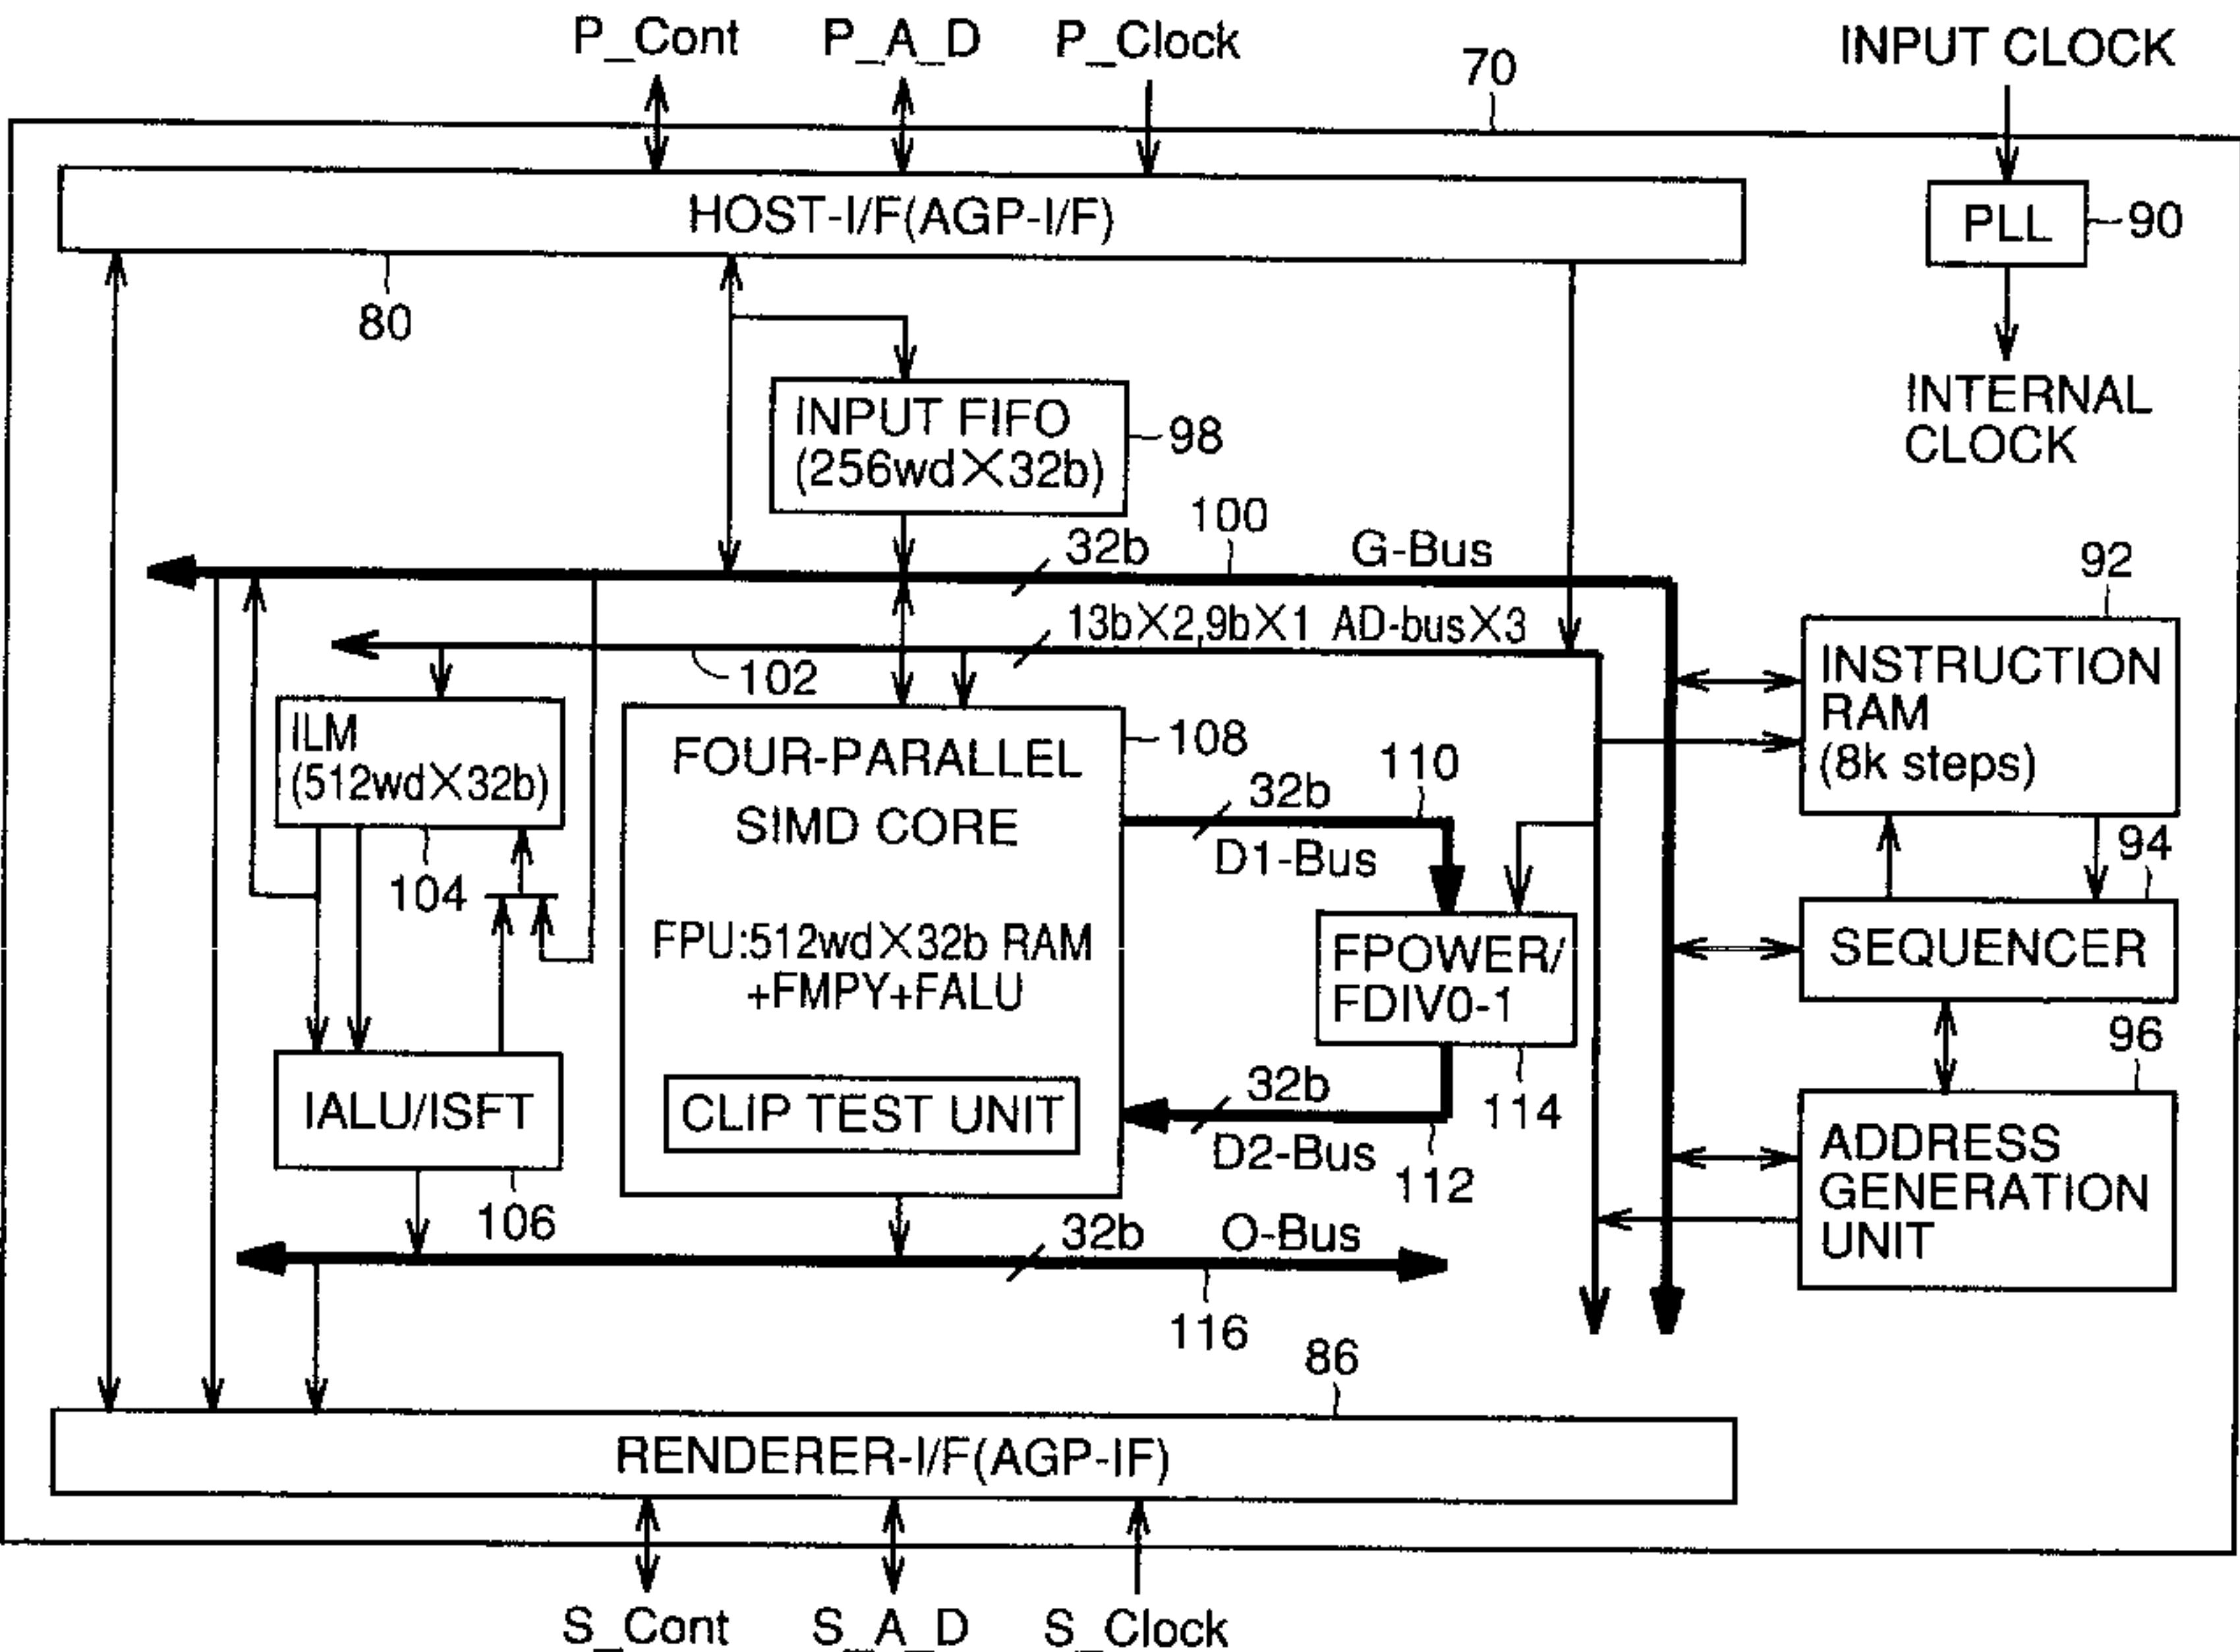 P_Cont
P_A_D
P_Clock
70
INPUT CLOCK
HOST-I/F(AGP-I/F)
PLL
90
80
INTERNAL
CLOCK
INPUT FIFO
(256wd×32b)
98
100
32b
G-Bus
92
13b×2,9b×1 AD-bus×3
102
INSTRUCTION
RAM
(8k steps)
ILM
(512wd×32b)
104
FOUR-PARALLEL
SIMD CORE
108
110
32b
D1-Bus
94
SEQUENCER
FPU:512wd×32b RAM
+FMPY+FALU
FPOWER/
FDIV0-1
114
96
IALU/ISFT
106
CLIP TEST UNIT
32b
D2-Bus
112
ADDRESS
GENERATION
UNIT
32b
O-Bus
116
86
RENDERER-I/F(AGP-IF)
S_Cont
S_A_D
S_Clock